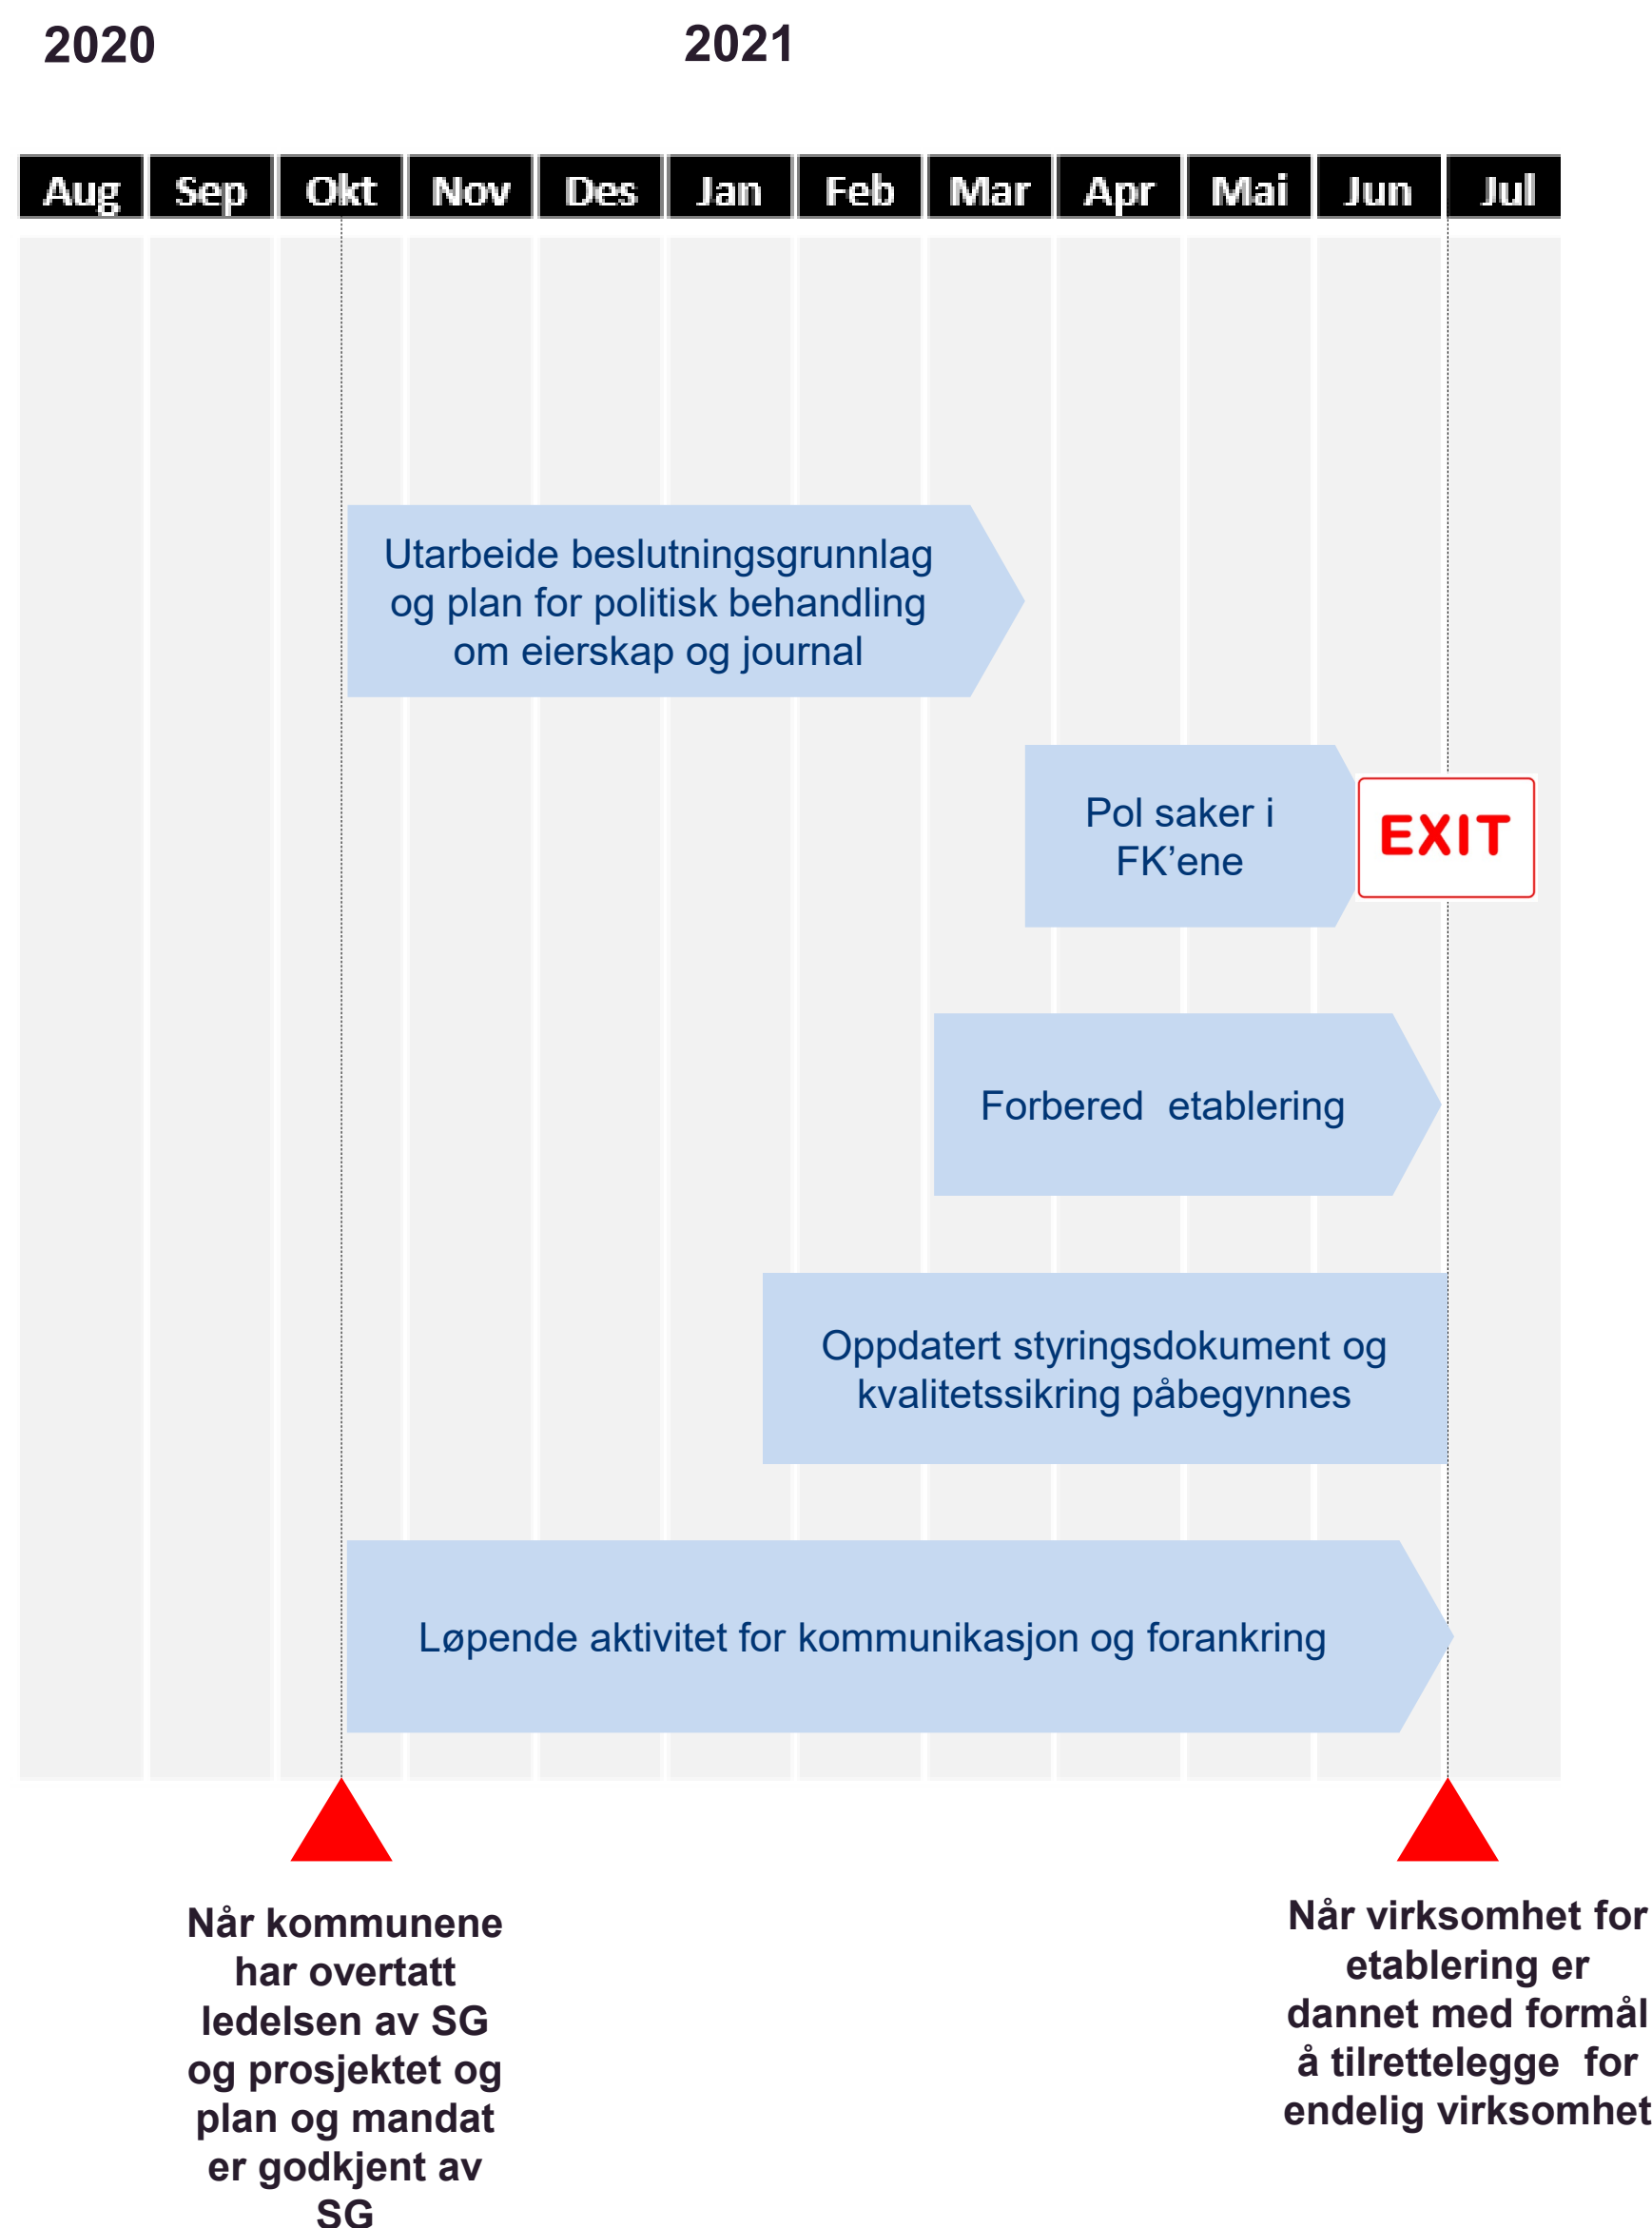 2020 2021
Aug Sep Okt Nov Des Jan Feb Mar Apr Mai Jun Jul
Utarbeide beslutningsgrunnlag
og plan for politisk behandling
om eierskap og journal
Pol saker i
FK’ene
EXIT
Forbered  etablering
Oppdatert styringsdokument og
kvalitetssikring påbegynnes
Løpende aktivitet for kommunikasjon og forankring
Når kommunene
har overtatt
ledelsen av SG
og prosjektet og
plan og mandat
er godkjent av
SG
Når virksomhet for
etablering er
dannet med formål
å tilrettelegge  for
endelig virksomhet